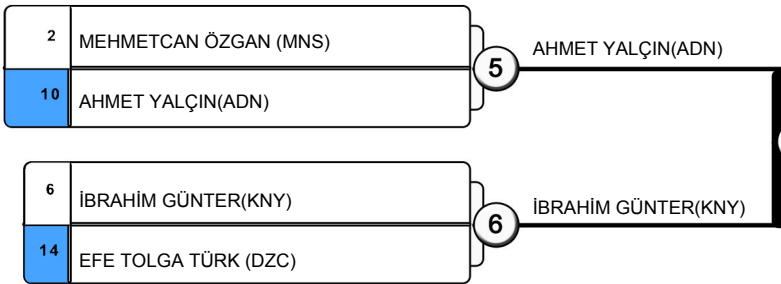 2 MEHMETCAN ÖZGAN (MNS)
10 AHMET YALÇIN(ADN)
5 AHMET YALÇIN(ADN)
6 İBRAHİM GÜNTER(KNY)
14 EFE TOLGA TÜRK (DZC)
6 İBRAHİM GÜNTER(KNY)